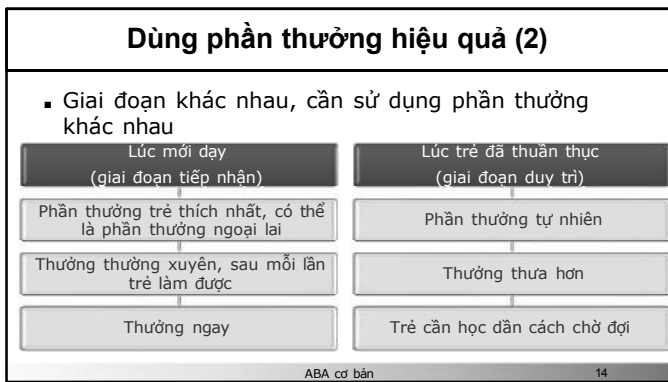 Dùng phần thưởng hiệu quả (2)
Giai đoạn khác nhau, cần sử dụng phần thưởng
khác nhau
Lúc mới dạy
(giai đoạn tiếp nhận)
Phần thưởng trẻ thích nhất, có thể
là phần thưởng ngoại lai
Thưởng thường xuyên, sau mỗi lần
trẻ làm được
Thưởng ngay
Lúc trẻ đã thuần thục
(giai đoạn duy trì)
Phần thưởng tự nhiên
Thưởng thưa hơn
Trẻ cần học dần cách chờ đợi
ABA cơ bản
14